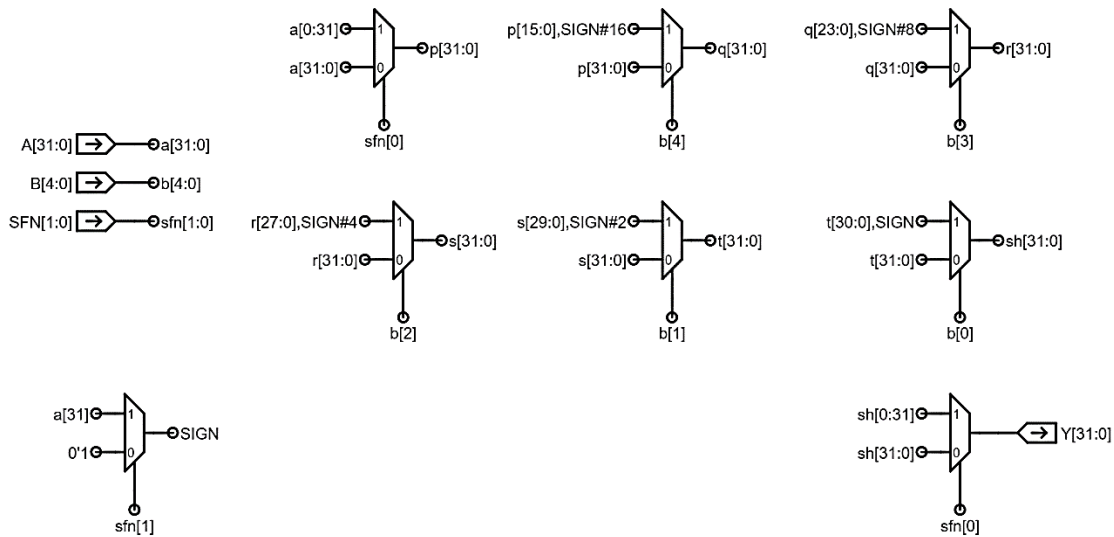 a[0:31]
1
p[31:0]
a[31:0]
0
sfn[0]
p[15:0],SIGN#16
1
q[31:0]
p[31:0]
0
b[4]
q[23:0],SIGN#8
1
r[31:0]
q[31:0]
0
b[3]
A[31:0]
a[31:0]
B[4:0]
b[4:0]
SFN[1:0]
sfn[1:0]
r[27:0],SIGN#4
1
s[31:0]
r[31:0]
0
b[2]
s[29:0],SIGN#2
1
t[31:0]
s[31:0]
0
b[1]
t[30:0],SIGN
1
sh[31:0]
t[31:0]
0
b[0]
a[31]
1
SIGN
0'1
0
sfn[1]
sh[0:31]
1
Y[31:0]
sh[31:0]
0
sfn[0]